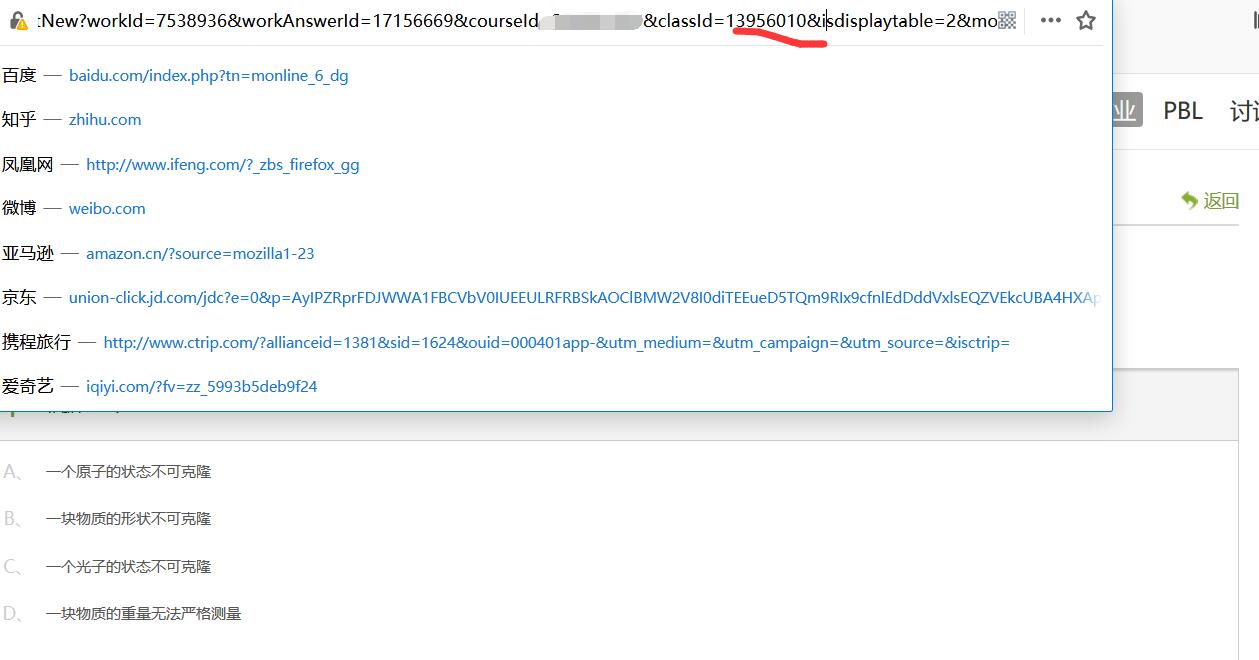 tNew?workId=7538936&workAnswerId=17156669&courseId
&classId=13956010&isdisplaytable=2&mo
百度 — baidu.com/index.php?tn=monline_6_dg
知乎 — zhihu.com
业 PBL 讨
凤凰网 — http://www.ifeng.com/?_zbs_firefox_gg
微博 — weibo.com
返回
亚马逊 — amazon.cn/?source=mozilla1-23
京东 — union-click.jd.com/jdc?e=0&p=AyIPZRprFDJWWA1FBCVbV0IUEEULRFRBSkAOClBMW2V8I0diTEEueD5TQm9RIx9cfnlEdDddVxlsEQZVEkcUBA4HXAp
携程旅行 — http://www.ctrip.com/?allianceid=1381&sid=1624&ouid=000401app-&utm_medium=&utm_campaign=&utm_source=&isctrip=
爱奇艺 — iqiyi.com/?fv=zz_5993b5deb9f24
A、 一个原子的状态不可克隆
B、 一块物质的形状不可克隆
C、 一个光子的状态不可克隆
D、 一块物质的重量无法严格测量